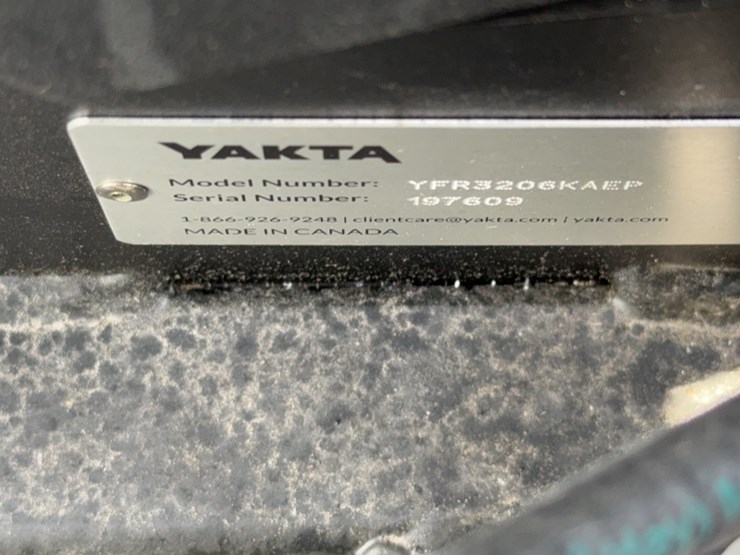 YAKTA
Model Number: YFR3206KAEP
Serial Number: 197609
1-866-926-9248 | clientcare@yakta.com | yakta.com
MADE IN CANADA